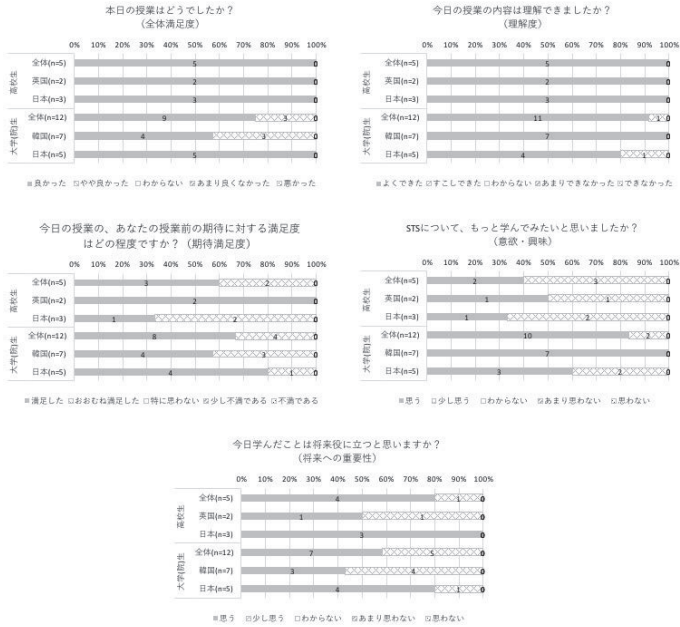 本日の授業はどうでしたか？
（全体満足度）
0% 10% 20% 30% 40% 50% 60% 70% 80% 90% 100%
高校生
全体(n=5) 5 0
英国(n=2) 2 0
日本(n=3) 3 0
大学(院)生
全体(n=12) 9 3 0
韓国(n=7) 4 3 0
日本(n=5) 5 0
良かった やや良かった わからない あまり良くなかった 悪かった
今日の授業の内容は理解できましたか？
（理解度）
0% 10% 20% 30% 40% 50% 60% 70% 80% 90% 100%
高校生
全体(n=5) 5 0
英国(n=2) 2 0
日本(n=3) 3 0
大学(院)生
全体(n=12) 11 1 0
韓国(n=7) 7 0
日本(n=5) 4 1 0
よくできた すこしできた わからない あまりできなかった できなかった
今日の授業の、あなたの授業前の期待に対する満足度
はどの程度ですか？（期待満足度）
0% 10% 20% 30% 40% 50% 60% 70% 80% 90% 100%
高校生
全体(n=5) 3 2 0
英国(n=2) 2 0
日本(n=3) 1 2 0
大学(院)生
全体(n=12) 8 4 0
韓国(n=7) 4 3 0
日本(n=5) 4 1 0
満足した おおむね満足した 特に思わない 少し不満である 不満である
STSについて、もっと学んでみたいと思いましたか？
（意欲・興味）
0% 10% 20% 30% 40% 50% 60% 70% 80% 90% 100%
高校生
全体(n=5) 2 3 0
英国(n=2) 1 1 0
日本(n=3) 1 2 0
大学(院)生
全体(n=12) 10 2 0
韓国(n=7) 7 0
日本(n=5) 3 2 0
思う 少し思う わからない あまり思わない 思わない
今日学んだことは将来役に立つと思いますか？
（将来への重要性）
0% 10% 20% 30% 40% 50% 60% 70% 80% 90% 100%
高校生
全体(n=5) 4 1 0
英国(n=2) 1 1 0
日本(n=3) 3 0
大学(院)生
全体(n=12) 7 5 0
韓国(n=7) 3 4 0
日本(n=5) 4 1 0
思う 少し思う わからない あまり思わない 思わない